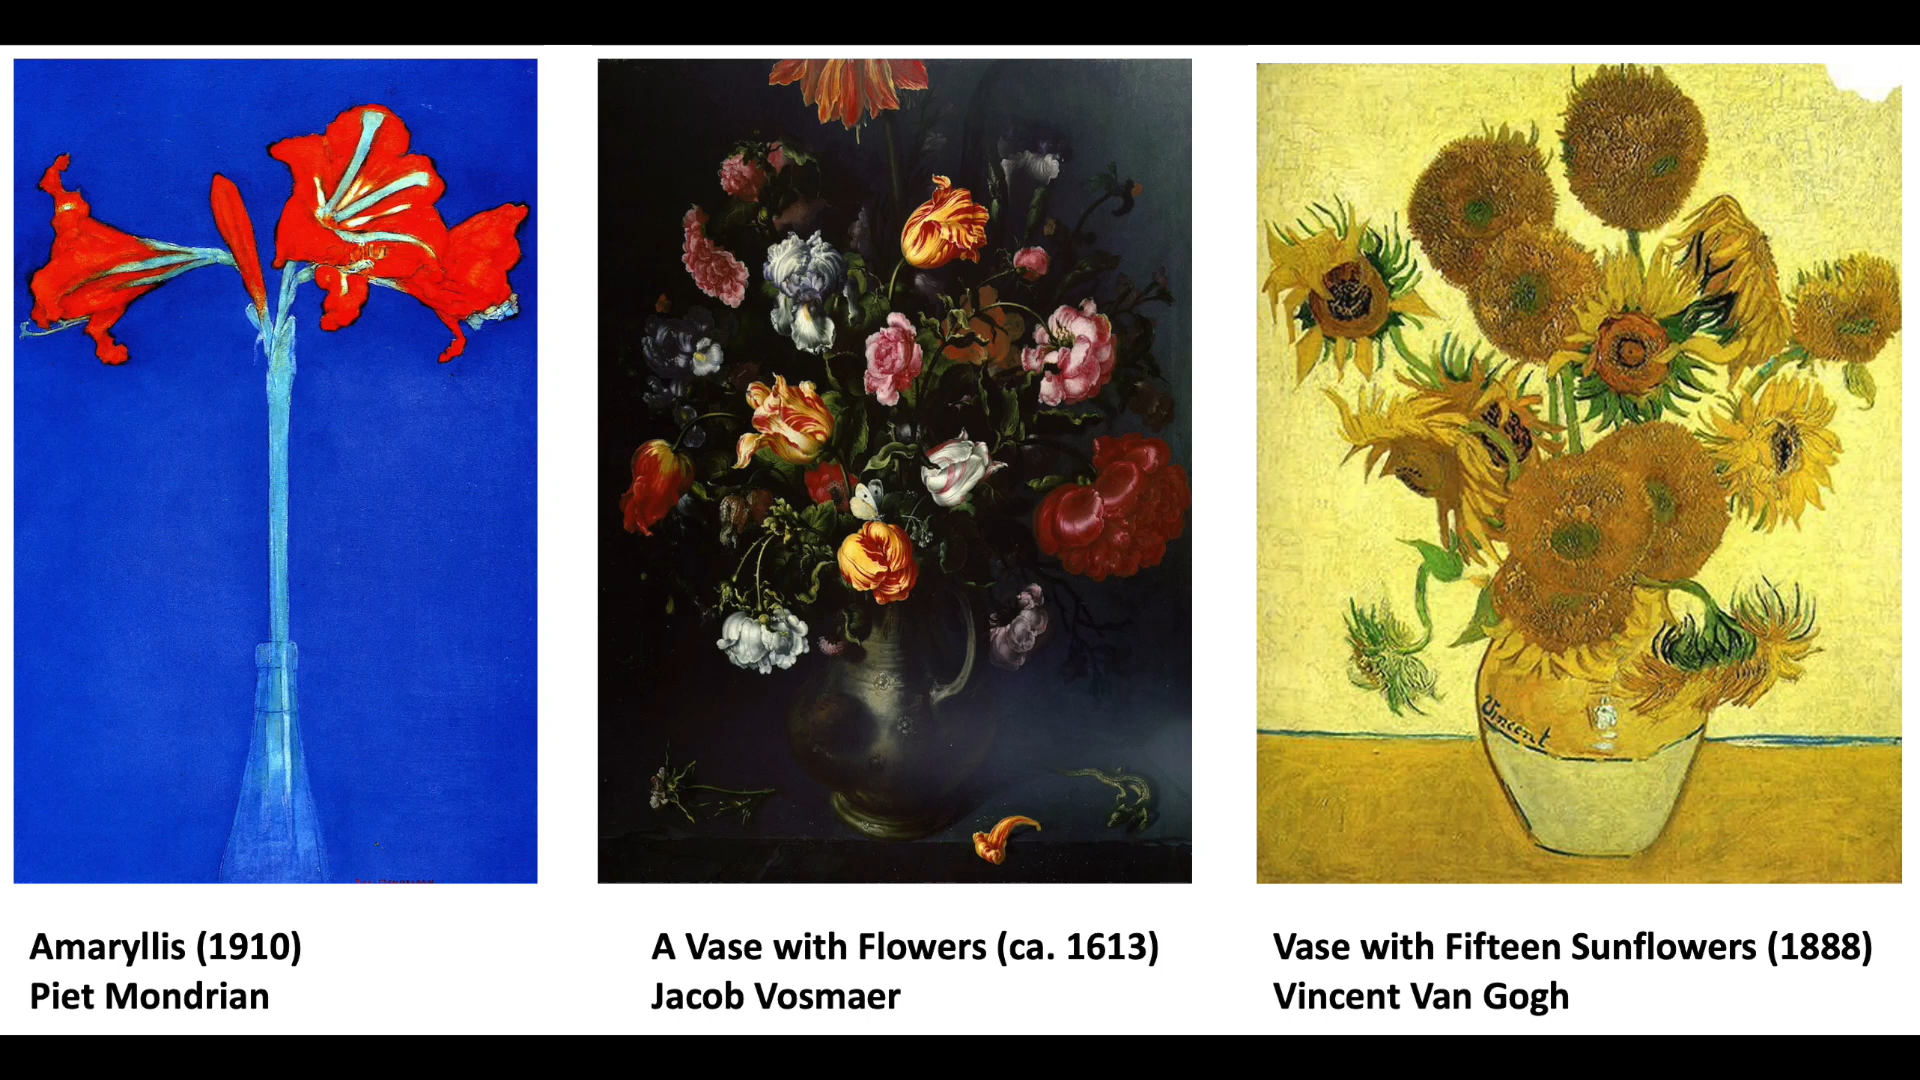 Vincent
Amaryllis (1910)
Piet Mondrian
A Vase with Flowers (ca. 1613)
Jacob Vosmaer
Vase with Fifteen Sunflowers (1888)
Vincent Van Gogh